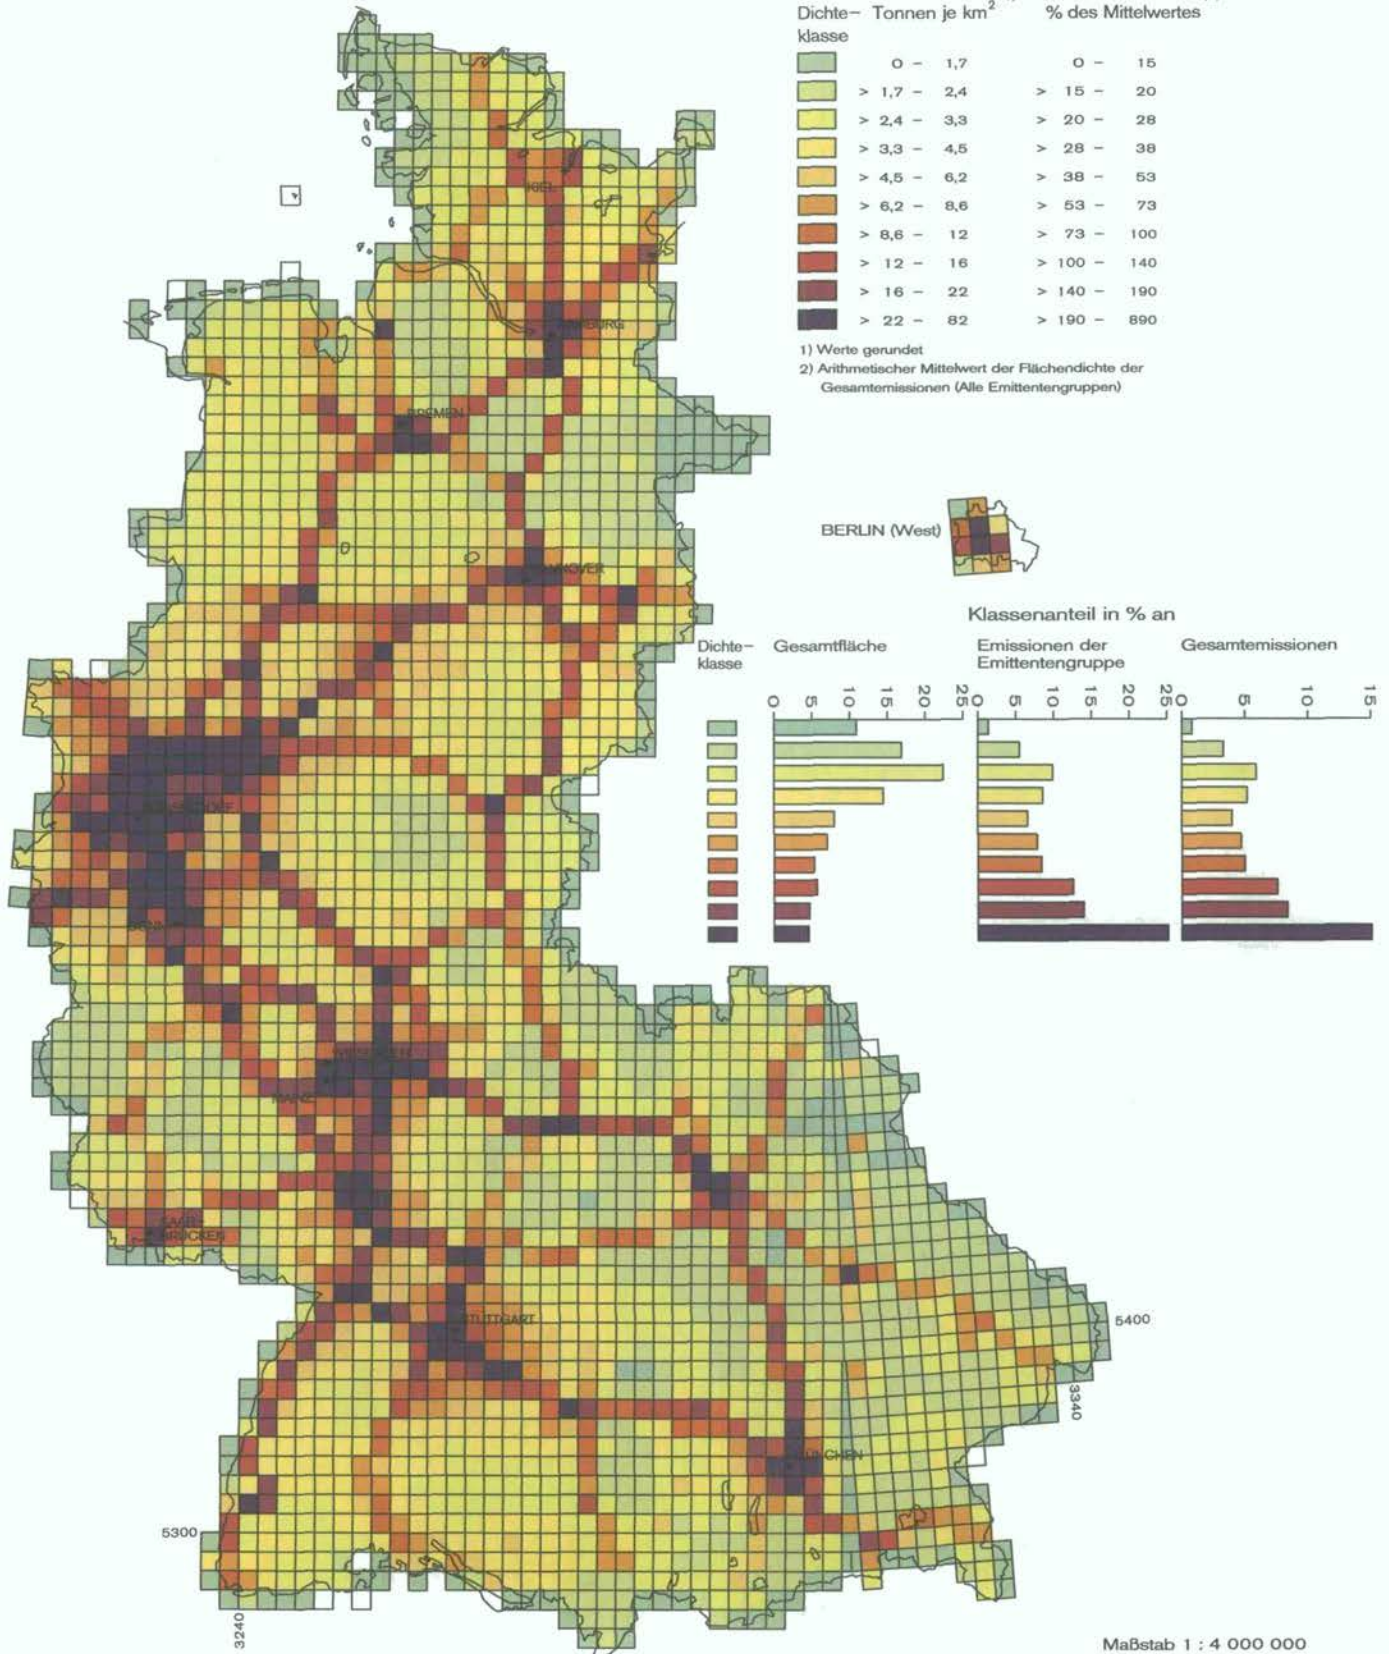 Dichte– Tonnen je km² % des Mittelwertes
klasse
0 – 1,7 0 – 15
> 1,7 – 2,4 > 15 – 20
> 2,4 – 3,3 > 20 – 28
> 3,3 – 4,5 > 28 – 38
> 4,5 – 6,2 > 38 – 53
> 6,2 – 8,6 > 53 – 73
> 8,6 – 12 > 73 – 100
> 12 – 16 > 100 – 140
> 16 – 22 > 140 – 190
> 22 – 82 > 190 – 890
1) Werte gerundet
2) Arithmetischer Mittelwert der Flächendichte der
Gesamtemissionen (Alle Emittentengruppen)
KIEL
BREMEN
BERLIN (West)
Klassenanteil in % an
Dichte–
klasse
Gesamtfläche
Emissionen der
Emittentengruppe
Gesamtemissionen
0 5 10 15 20 25
0 5 10 15 20 25
0 5 10 15
MAINZ
SAAR–
BRÜCKEN
STUTTGART
5400
3340
5300
3240
Maßstab 1 : 4 000 000